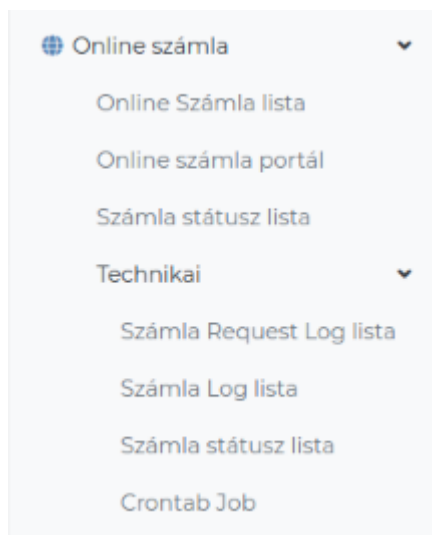 Online számla
Online Számla lista
Online számla portál
Számla státusz lista
Technikai
Számla Request Log lista
Számla Log lista
Számla státusz lista
Crontab Job